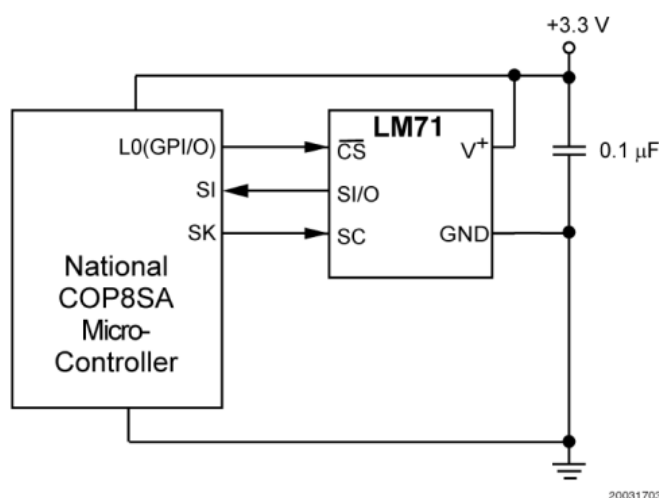 +3.3 V
LM71
L0(GPI/O)
CS
V+
0.1 μF
SI
SI/O
SK
SC
GND
National
COP8SA
Micro-
Controller
20031703